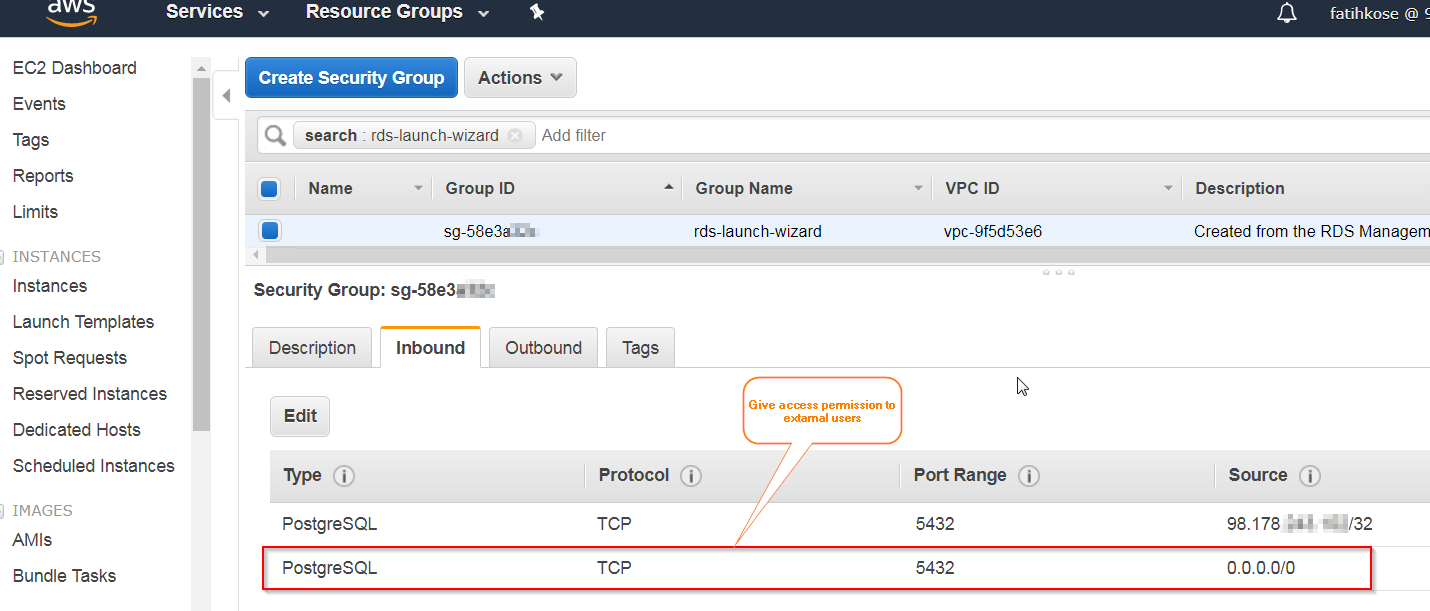 aws Services Resource Groups fatihkose @ 9
EC2 Dashboard
Events
Tags
Reports
Limits
INSTANCES
Instances
Launch Templates
Spot Requests
Reserved Instances
Dedicated Hosts
Scheduled Instances
IMAGES
AMIs
Bundle Tasks
Create Security Group Actions
search : rds-launch-wizard Add filter
Name Group ID Group Name VPC ID Description
sg-58e3a rds-launch-wizard vpc-9f5d53e6 Created from the RDS Managem
Security Group: sg-58e3
Description Inbound Outbound Tags
Edit
Give access permission to
extarnal users
Type Protocol Port Range Source
PostgreSQL TCP 5432 98.178. /32
PostgreSQL TCP 5432 0.0.0.0/0